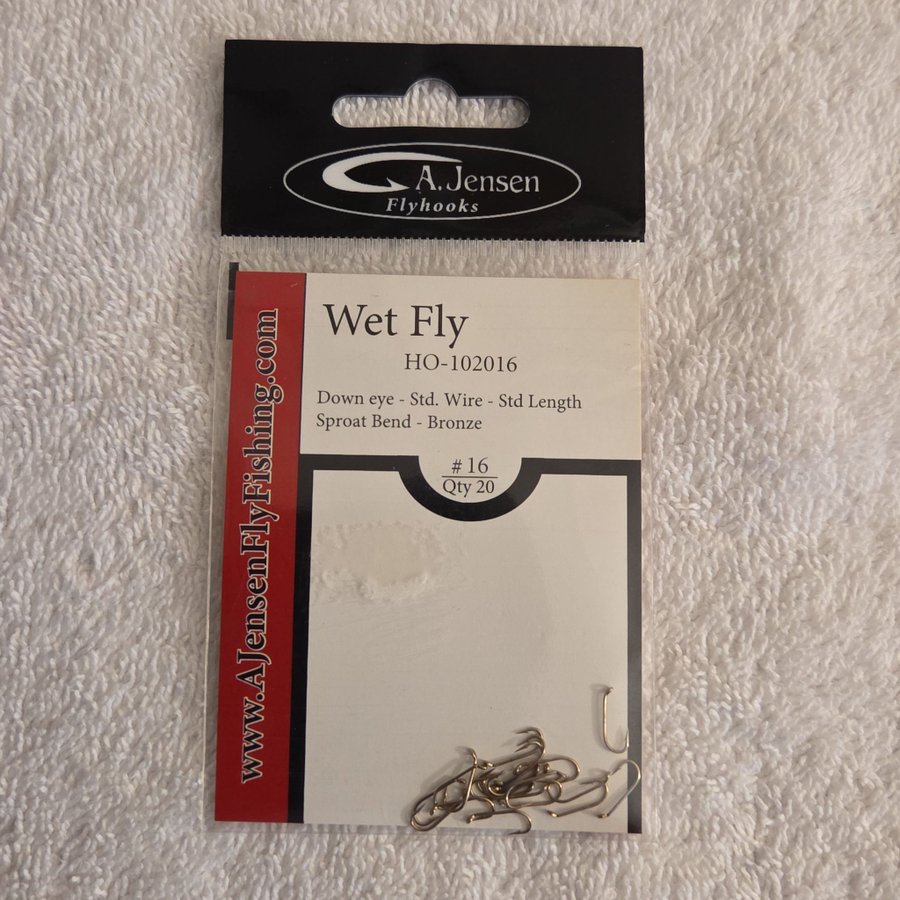 A. Jensen
Flyhooks
Wet Fly
HO-102016
Down eye - Std. Wire - Std Length
Sproat Bend - Bronze
# 16
Qty 20
www.AJensenFlyFishing.com